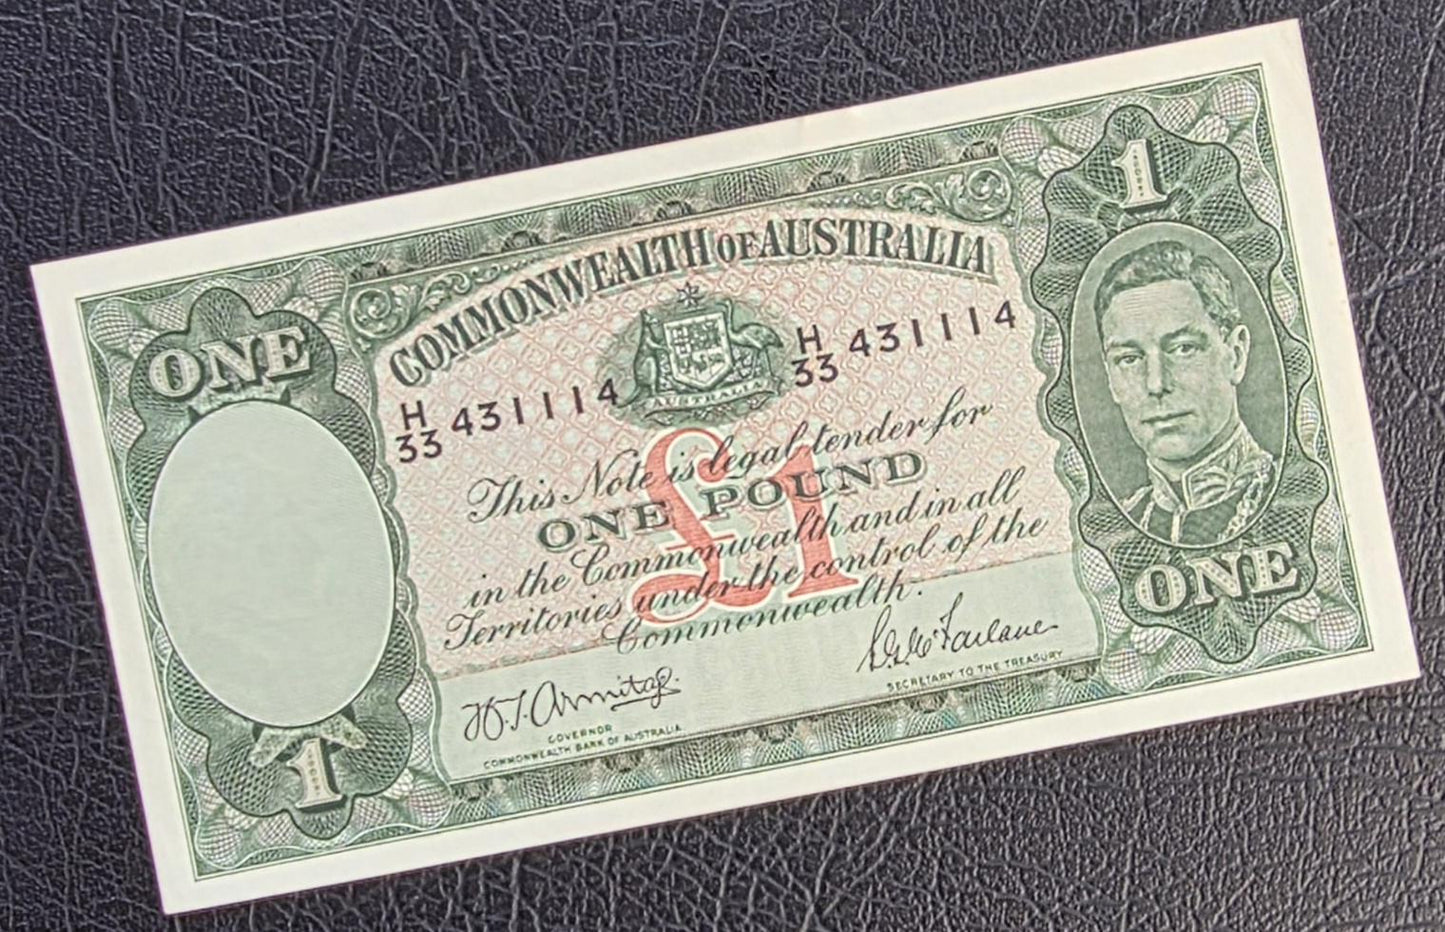 COMMONWEALTH OF AUSTRALIA
ONE
1
AUSTRALIA
H
33 431114
H
33 431114
This Note is legal tender for
ONE POUND
£1
in the Commonwealth and in all
Territories under the control of the
Commonwealth.
H.T. Armitage.
GOVERNOR
COMMONWEALTH BANK OF AUSTRALIA
S.G. McFarlane
SECRETARY TO THE TREASURY
1
ONE